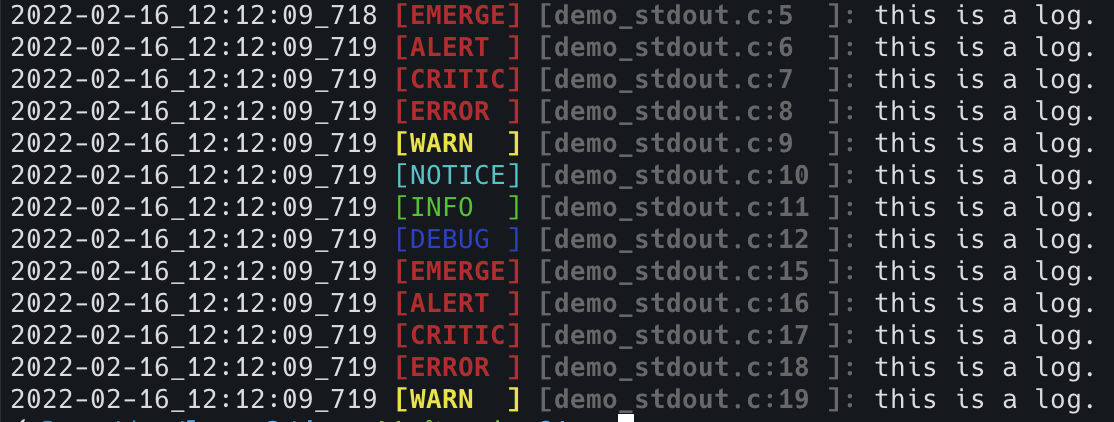 2022-02-16_12:12:09_718 [EMERGE] [demo_stdout.c:5  ]: this is a log.
2022-02-16_12:12:09_719 [ALERT ] [demo_stdout.c:6  ]: this is a log.
2022-02-16_12:12:09_719 [CRITIC] [demo_stdout.c:7  ]: this is a log.
2022-02-16_12:12:09_719 [ERROR ] [demo_stdout.c:8  ]: this is a log.
2022-02-16_12:12:09_719 [WARN  ] [demo_stdout.c:9  ]: this is a log.
2022-02-16_12:12:09_719 [NOTICE] [demo_stdout.c:10 ]: this is a log.
2022-02-16_12:12:09_719 [INFO  ] [demo_stdout.c:11 ]: this is a log.
2022-02-16_12:12:09_719 [DEBUG ] [demo_stdout.c:12 ]: this is a log.
2022-02-16_12:12:09_719 [EMERGE] [demo_stdout.c:15 ]: this is a log.
2022-02-16_12:12:09_719 [ALERT ] [demo_stdout.c:16 ]: this is a log.
2022-02-16_12:12:09_719 [CRITIC] [demo_stdout.c:17 ]: this is a log.
2022-02-16_12:12:09_719 [ERROR ] [demo_stdout.c:18 ]: this is a log.
2022-02-16_12:12:09_719 [WARN  ] [demo_stdout.c:19 ]: this is a log.